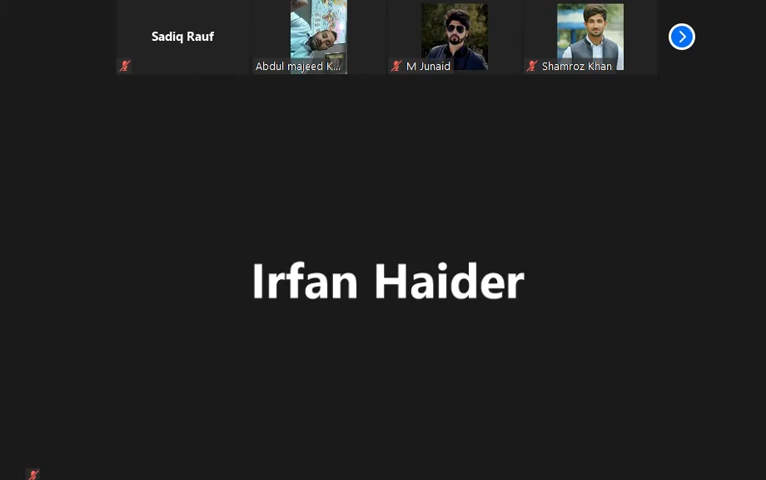 Sadiq Rauf
Abdul majeed K...
M Junaid
Shamroz Khan
Irfan Haider